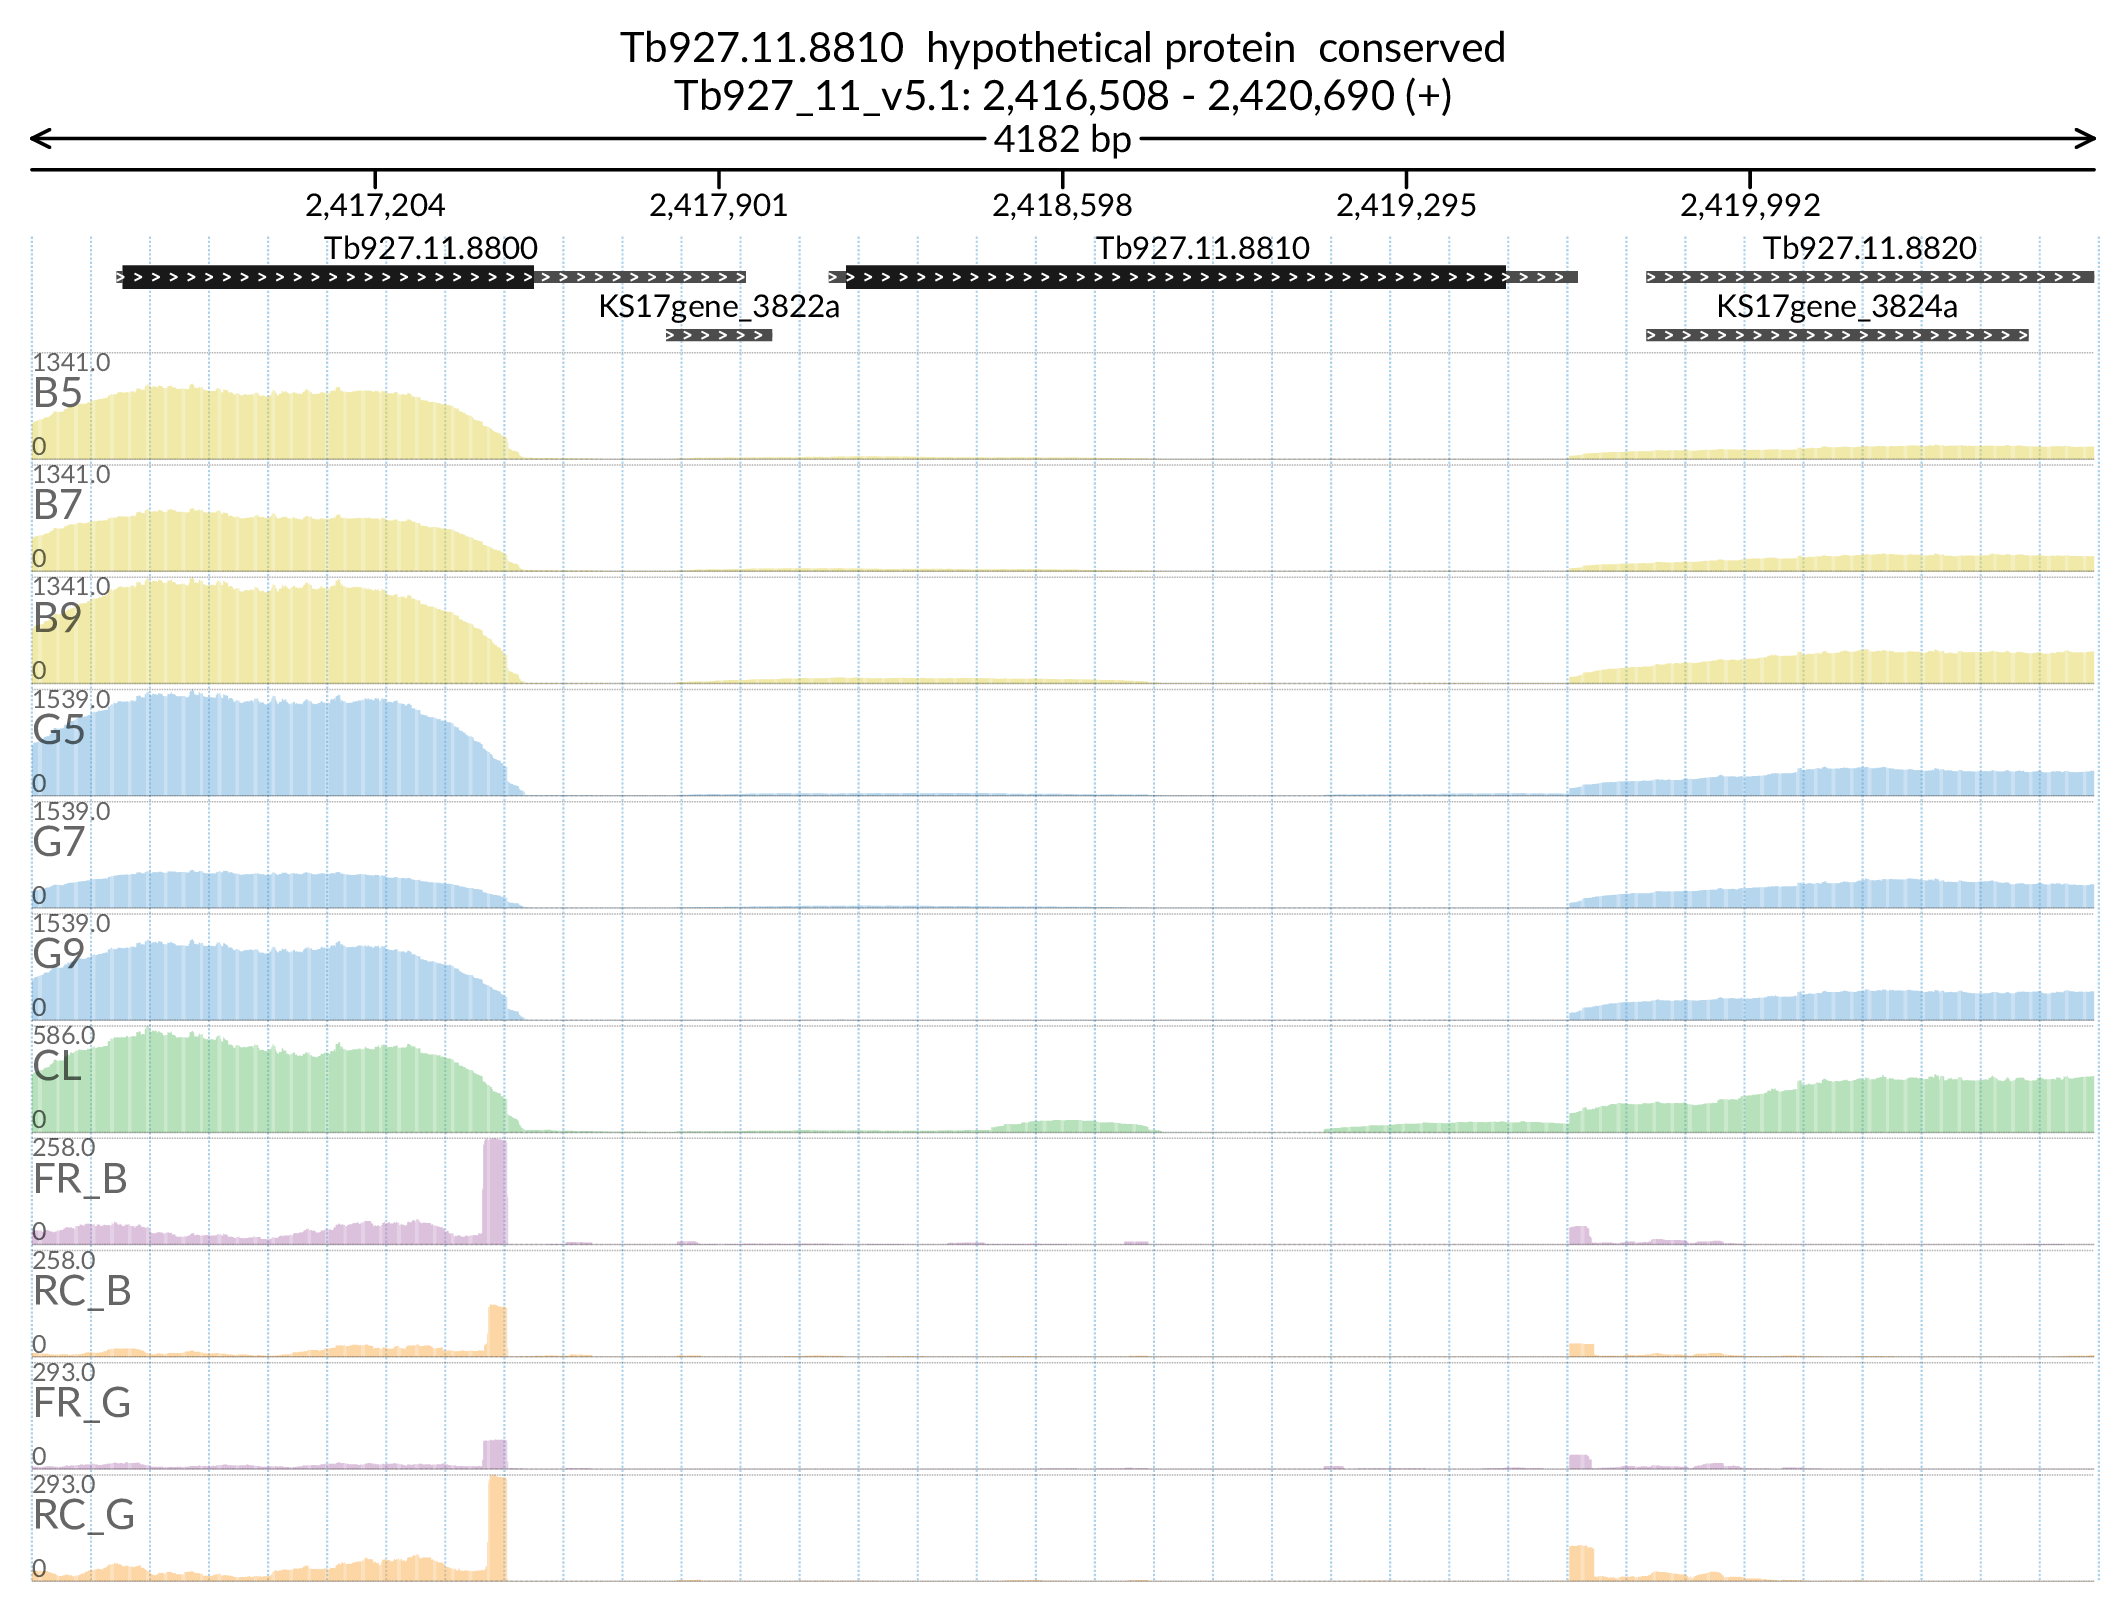 Tb927.11.8810 hypothetical protein conserved
Tb927_11_v5.1: 2,416,508 - 2,420,690 (+)
4182 bp
2,417,204 2,417,901 2,418,598 2,419,295 2,419,992
Tb927.11.8800 Tb927.11.8810 Tb927.11.8820
KS17gene_3822a KS17gene_3824a
1341.0
B5
0
1341.0
B7
0
1341.0
B9
0
1539.0
G5
0
1539.0
G7
0
1539.0
G9
0
586.0
CL
0
258.0
FR_B
0
258.0
RC_B
0
293.0
FR_G
0
293.0
RC_G
0